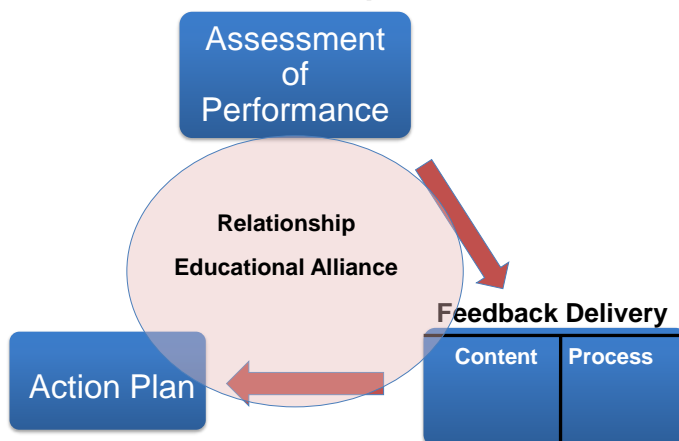 Assessment
of
Performance
Relationship
Educational Alliance
Feedback Delivery
Content Process
Action Plan